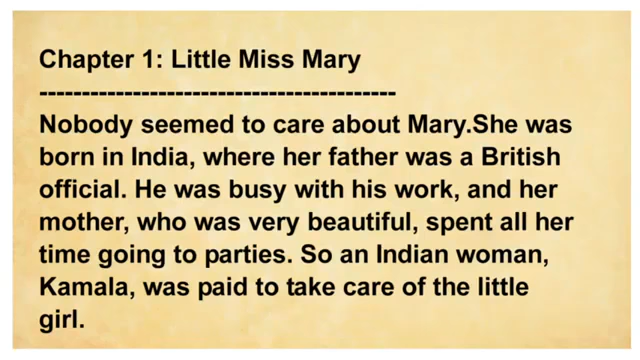 Chapter 1: Little Miss Mary
------------------------------------------
Nobody seemed to care about Mary.She was
born in India, where her father was a British
official. He was busy with his work, and her
mother, who was very beautiful, spent all her
time going to parties. So an Indian woman,
Kamala, was paid to take care of the little
girl.